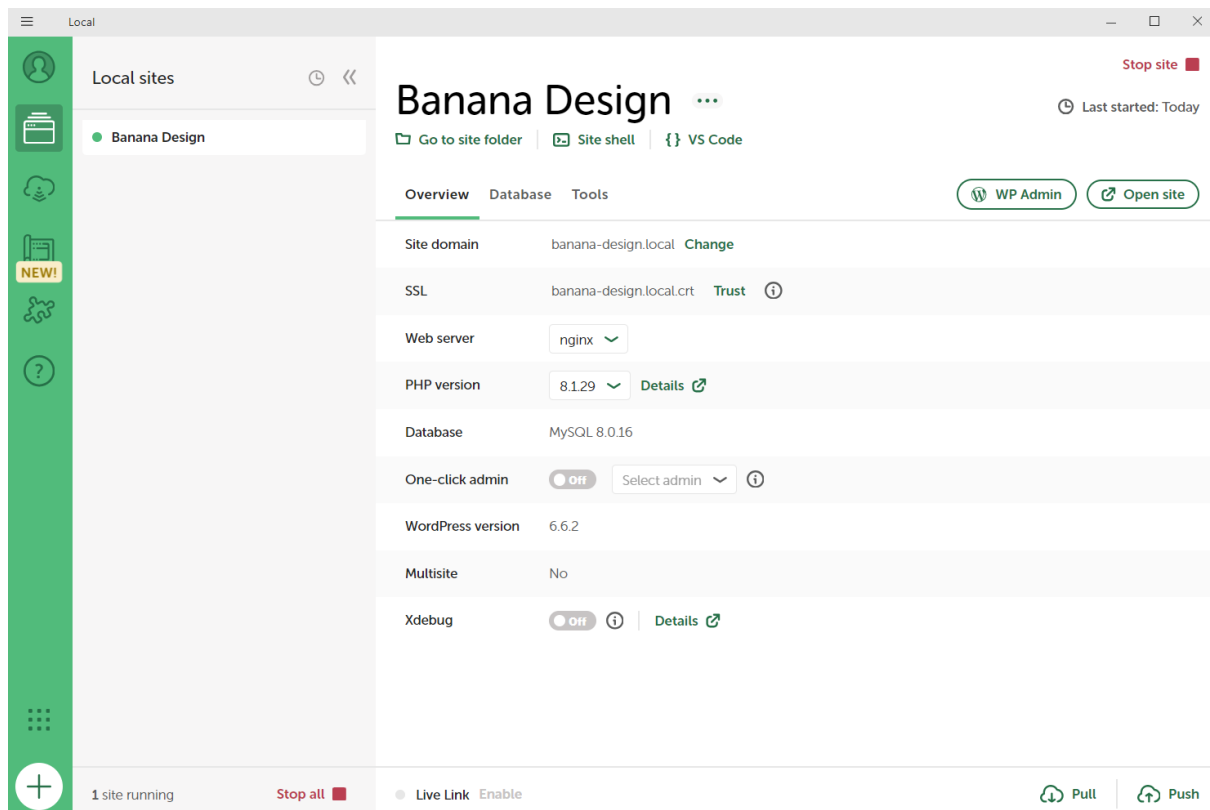 Local
Local sites
Banana Design
NEW!
1 site running
Stop all
Stop site
Banana Design
Last started: Today
Go to site folder
Site shell
VS Code
Overview Database Tools
WP Admin
Open site
Site domain banana-design.local Change
SSL banana-design.local.crt Trust
Web server nginx
PHP version 8.1.29 Details
Database MySQL 8.0.16
One-click admin Off Select admin
WordPress version 6.6.2
Multisite No
Xdebug Off Details
Live Link Enable
Pull
Push